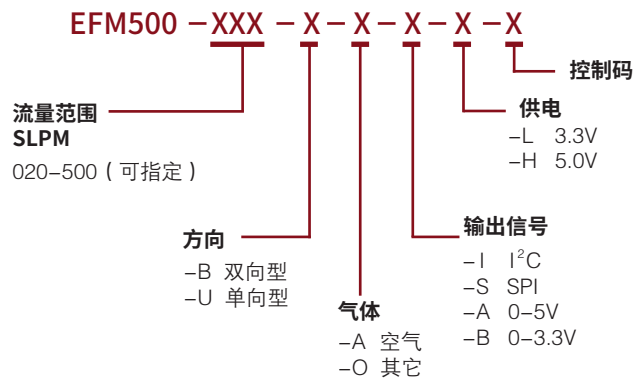 EFM500 -XXX - X - X - X - X - X
控制码
供电
-L 3.3V
-H 5.0V
流量范围
SLPM
020-500（可指定）
方向
-B 双向型
-U 单向型
输出信号
-I I²C
-S SPI
-A 0-5V
-B 0-3.3V
气体
-A 空气
-O 其它